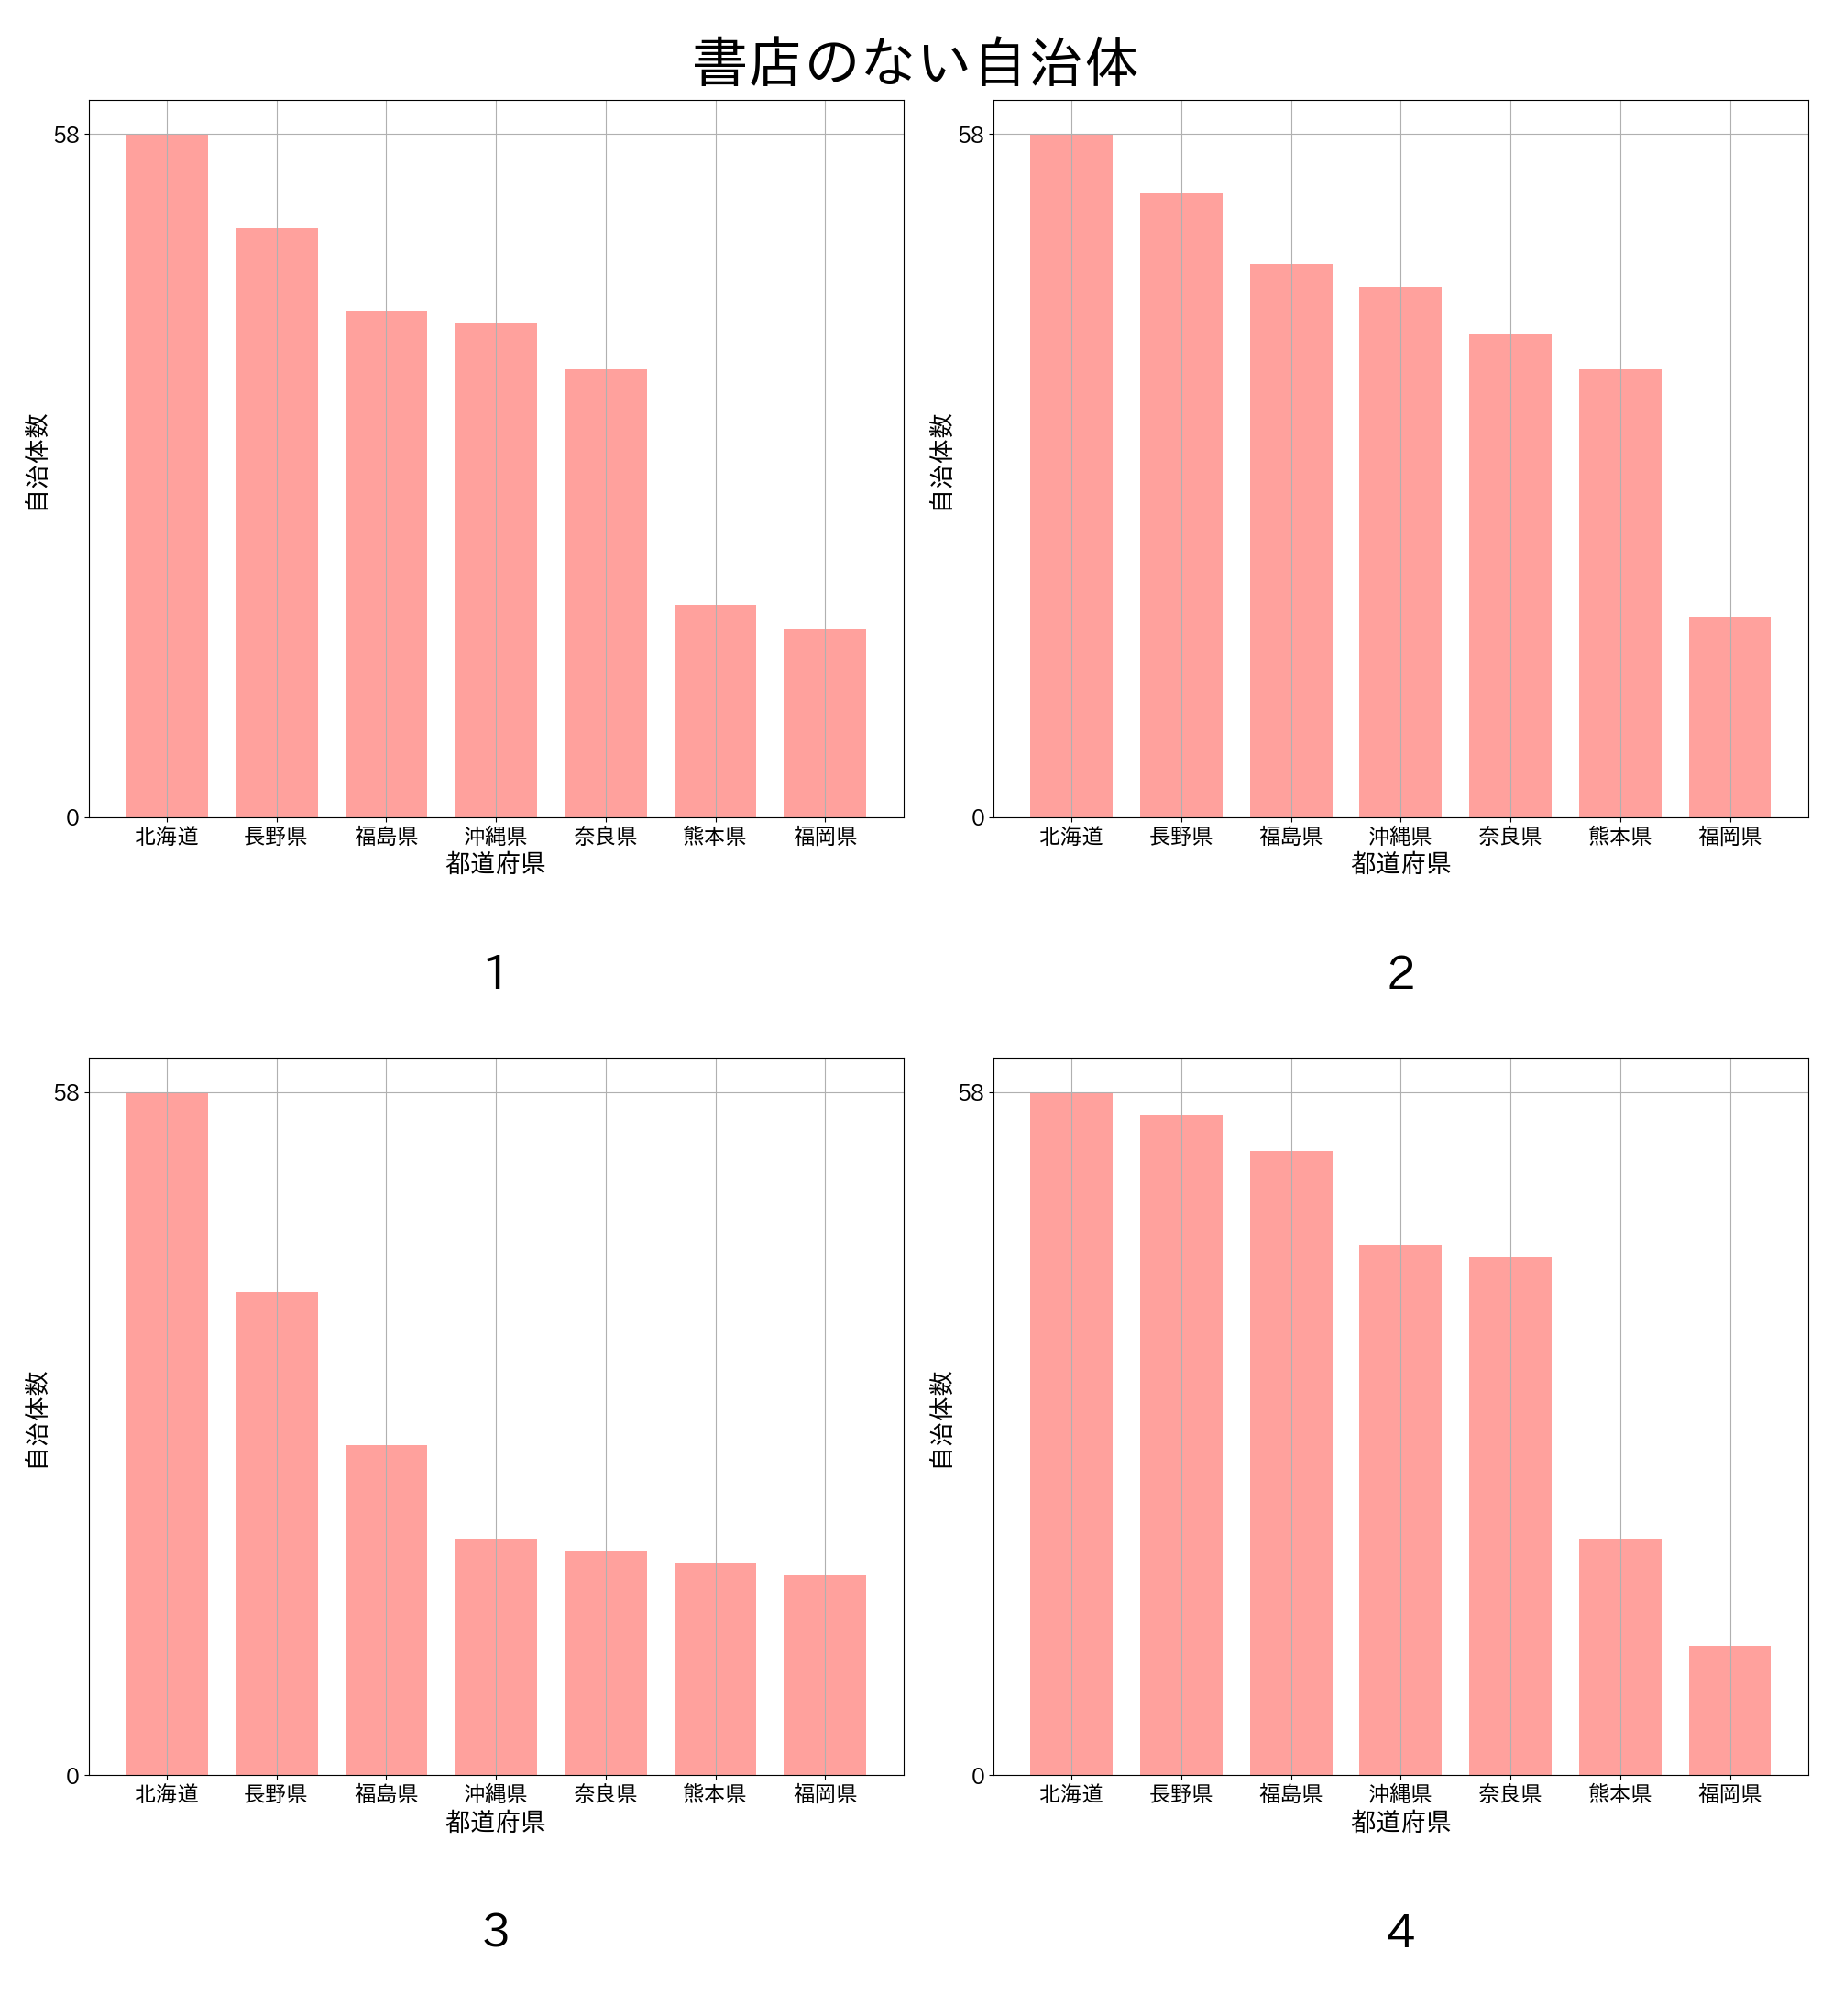 書店のない自治体
58
0
自治体数
北海道 長野県 福島県 沖縄県 奈良県 熊本県 福岡県
都道府県
1
58
0
自治体数
北海道 長野県 福島県 沖縄県 奈良県 熊本県 福岡県
都道府県
2
58
0
自治体数
北海道 長野県 福島県 沖縄県 奈良県 熊本県 福岡県
都道府県
3
58
0
自治体数
北海道 長野県 福島県 沖縄県 奈良県 熊本県 福岡県
都道府県
4